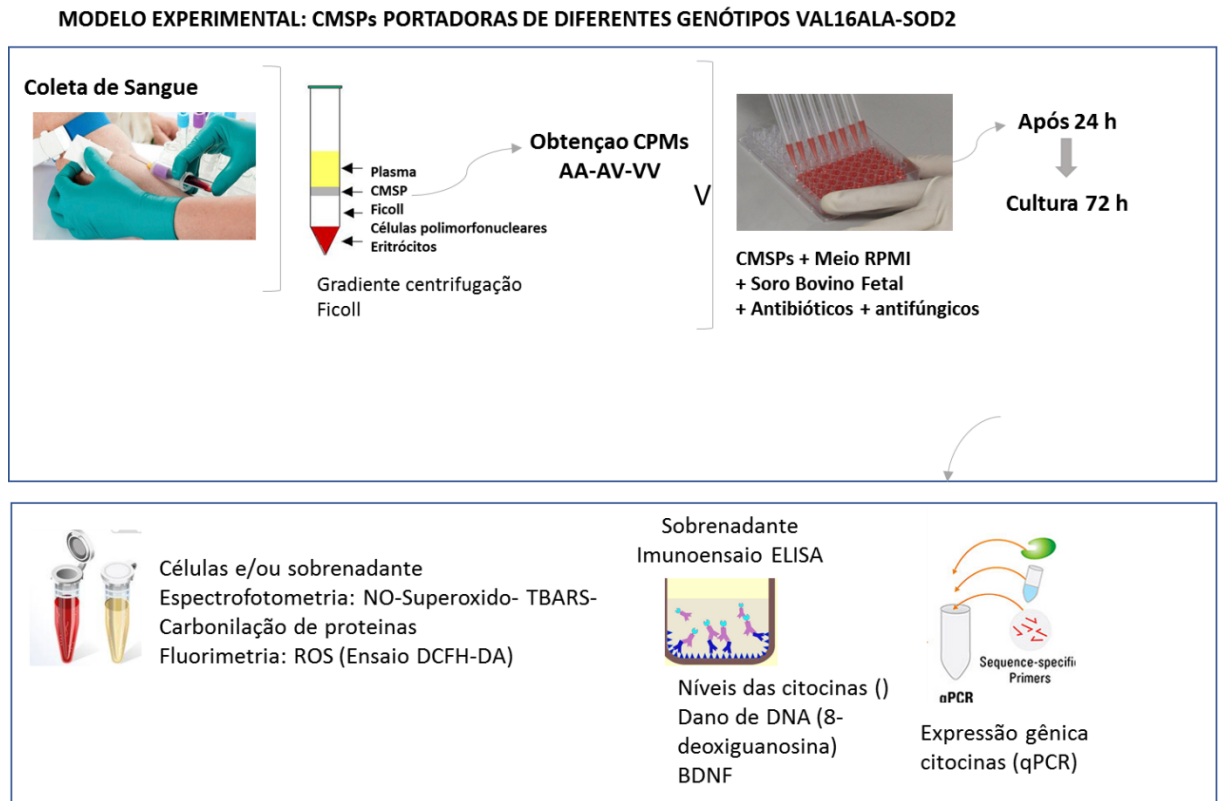 MODELO EXPERIMENTAL: CMSPs PORTADORAS DE DIFERENTES GENÓTIPOS VAL16ALA-SOD2
Coleta de Sangue
Plasma
CMSP
Ficoll
Células polimorfonucleares
Eritrócitos
Gradiente centrifugação
Ficoll
Obtençao CPMs
AA-AV-VV
V
CMSPs + Meio RPMI
+ Soro Bovino Fetal
+ Antibióticos + antifúngicos
Após 24 h
Cultura 72 h
Células e/ou sobrenadante
Espectrofotometria: NO-Superoxido- TBARS-
Carbonilação de proteinas
Fluorimetria: ROS (Ensaio DCFH-DA)
Sobrenadante
Imunoensaio ELISA
Níveis das citocinas ()
Dano de DNA (8-
deoxiguanosina)
BDNF
Sequence-specifi
Primers
qPCR
Expressão gênica
citocinas (qPCR)